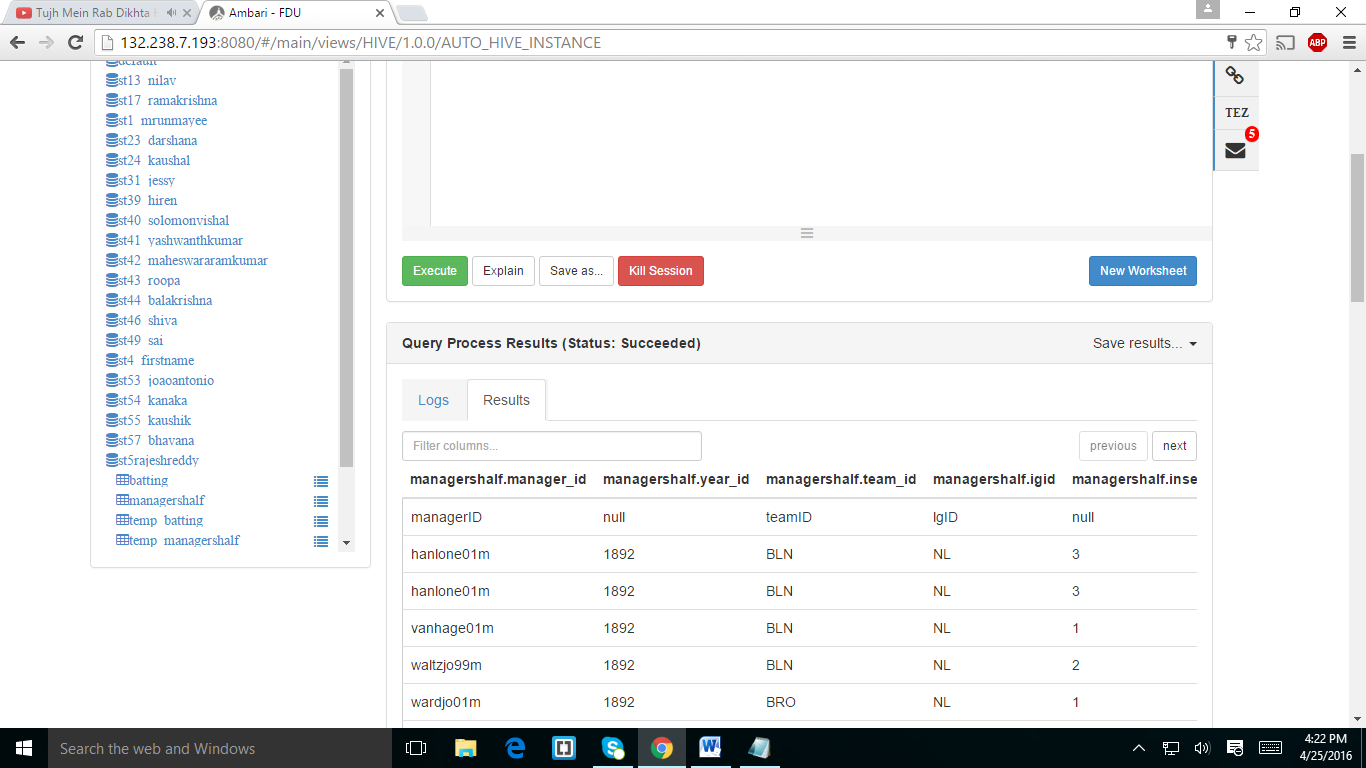 Tujh Mein Rab Dikhta
Ambari - FDU
132.238.7.193:8080/#/main/views/HIVE/1.0.0/AUTO_HIVE_INSTANCE
ABP
default
st13_nilav
st17_ramakrishna
st1_mrunmayee
st23_darshana
st24_kaushal
st31_jessy
st39_hiren
st40_solomonvishal
st41_yashwanthkumar
st42_maheswararamkumar
st43_roopa
st44_balakrishna
st46_shiva
st49_sai
st4_firstname
st53_joaoantonio
st54_kanaka
st55_kaushik
st57_bhavana
st5rajeshreddy
batting
managershalf
temp_batting
temp_managershalf
TEZ
5
Execute Explain Save as... Kill Session New Worksheet
Query Process Results (Status: Succeeded) Save results...
Logs Results
Filter columns... previous next
managershalf.manager_id managershalf.year_id managershalf.team_id managershalf.igid managershalf.inse
managerID null teamID lgID null
hanlone01m 1892 BLN NL 3
hanlone01m 1892 BLN NL 3
vanhage01m 1892 BLN NL 1
waltzjo99m 1892 BLN NL 2
wardjo01m 1892 BRO NL 1
Search the web and Windows
4:22 PM
4/25/2016